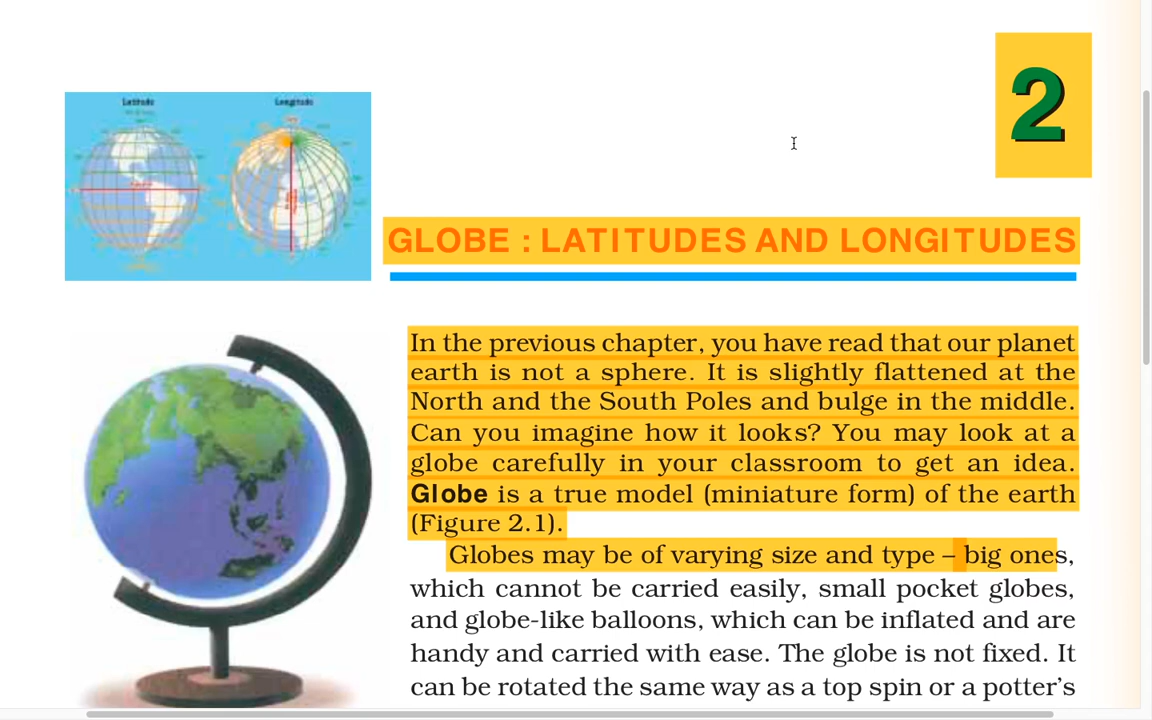 2
Latitude
Longitude
GLOBE : LATITUDES AND LONGITUDES
In the previous chapter, you have read that our planet
earth is not a sphere. It is slightly flattened at the
North and the South Poles and bulge in the middle.
Can you imagine how it looks? You may look at a
globe carefully in your classroom to get an idea.
Globe is a true model (miniature form) of the earth
(Figure 2.1).
Globes may be of varying size and type – big ones,
which cannot be carried easily, small pocket globes,
and globe-like balloons, which can be inflated and are
handy and carried with ease. The globe is not fixed. It
can be rotated the same way as a top spin or a potter’s